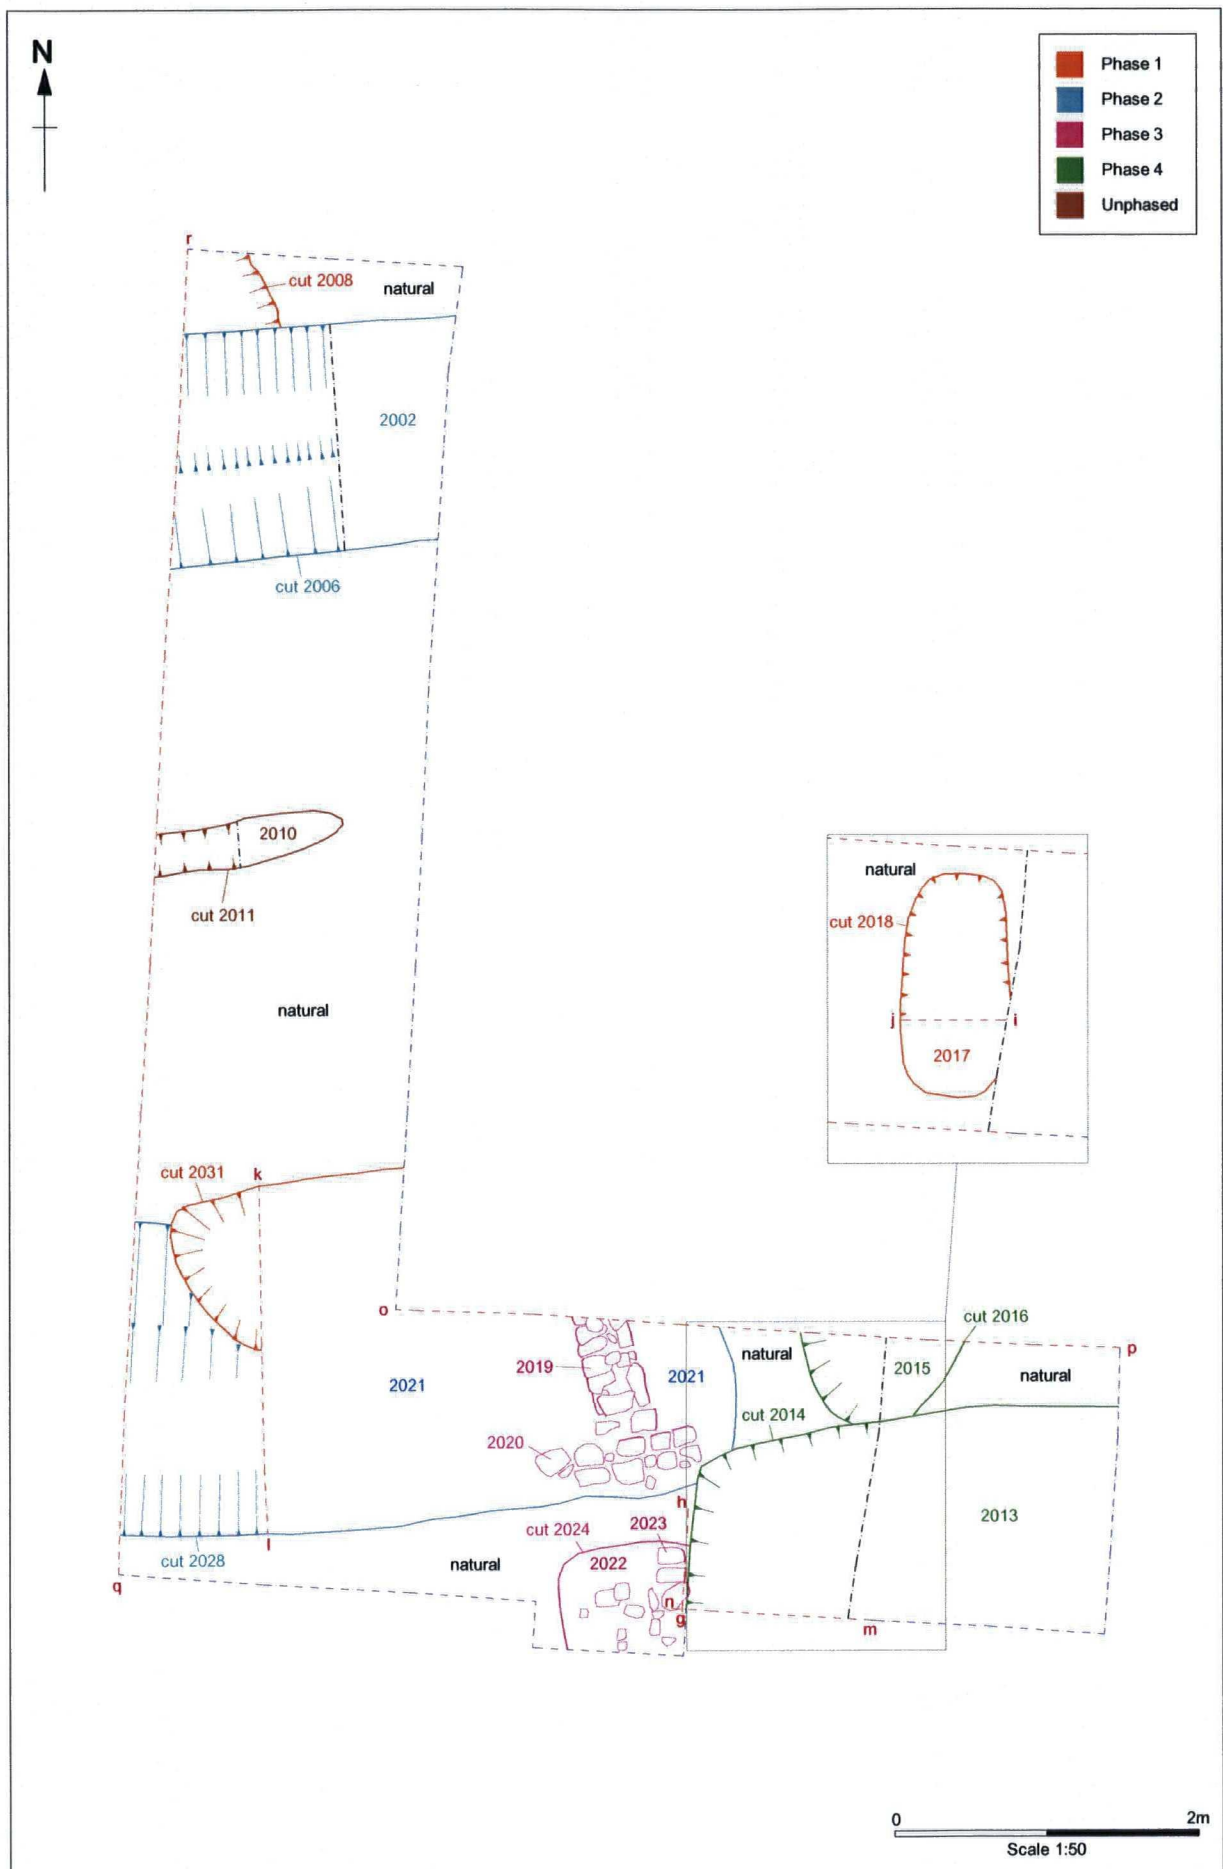 N
Phase 1
Phase 2
Phase 3
Phase 4
Unphased
r
cut 2008
natural
2002
cut 2006
2010
cut 2011
natural
cut 2018
j
i
2017
natural
cut 2031
k
o
cut 2016
p
2019
2021
natural
2015
natural
2021
cut 2014
2020
h
2013
cut 2024
2023
l
cut 2028
natural
2022
q
n
g
m
0
2m
Scale 1:50